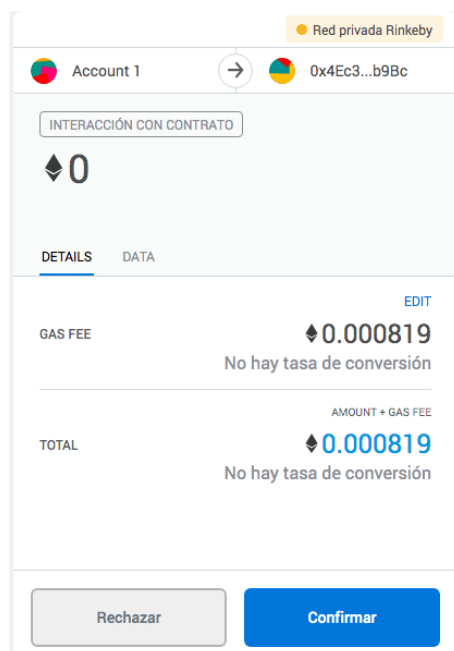 Red privada Rinkeby
Account 1
0x4Ec3...b9Bc
INTERACCIÓN CON CONTRATO
0
DETAILS DATA
EDIT
GAS FEE
0.000819
No hay tasa de conversión
AMOUNT + GAS FEE
TOTAL
0.000819
No hay tasa de conversión
Rechazar
Confirmar